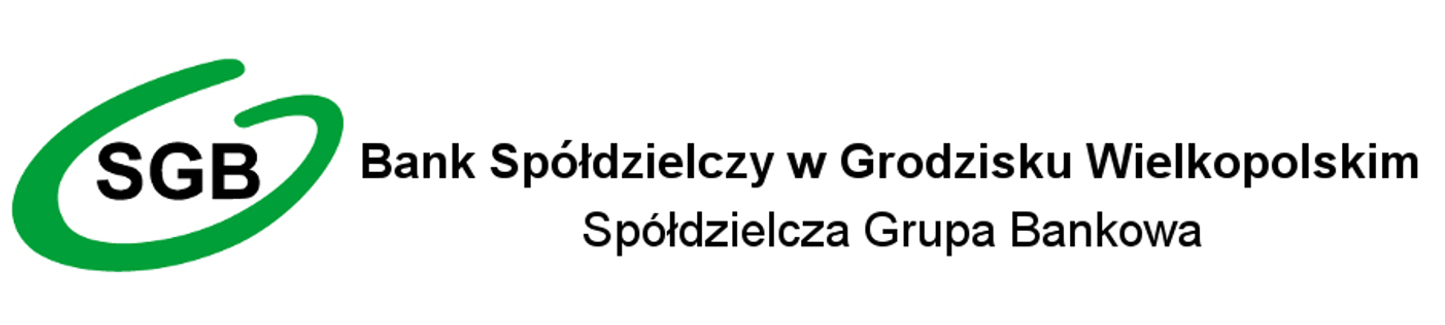 SGB
Bank Spółdzielczy w Grodzisku Wielkopolskim
Spółdzielcza Grupa Bankowa